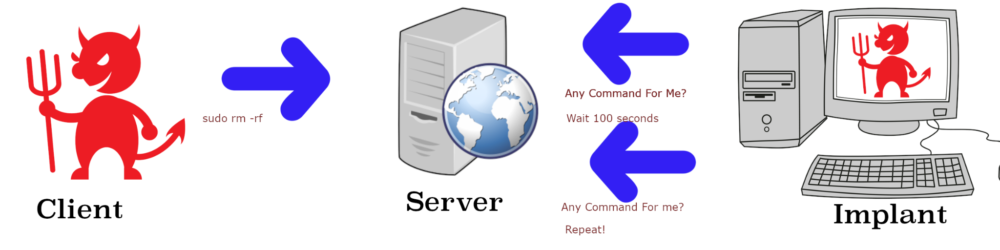 sudo rm -rf
Any Command For Me?
Wait 100 seconds
Any Command For me?
Repeat!
Client
Server
Implant